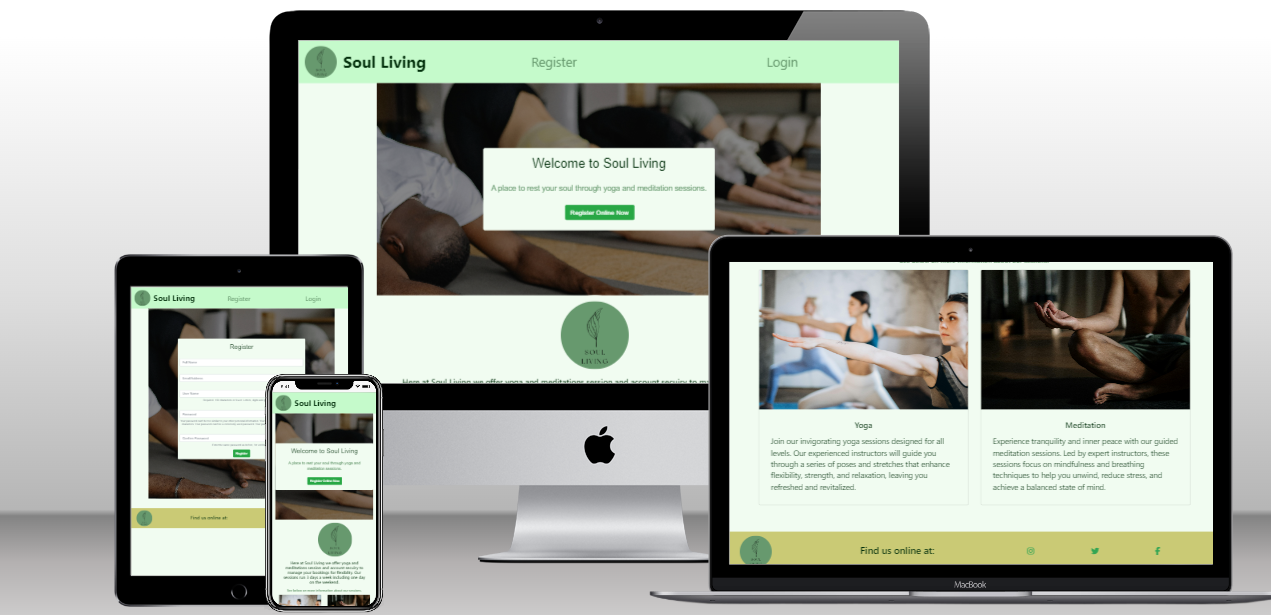 Soul Living
Register
Login
Welcome to Soul Living
A place to rest your soul through yoga and meditation sessions.
Register Online Now
SOUL
LIVING
Here at Soul Living we offer yoga and meditations session and account secuity to
Soul Living
Register
Login
Register
Full Name
User Name
Password
Register
Find us online at:
Soul Living
Welcome to Soul Living
A place to rest your soul through yoga and
meditation sessions.
Register Online Now
Here at Soul Living we offer yoga and
meditations session and account secuity to
manage your bookings for flexibility. Our
sessions run 3 days a week including one day
on the weekend.
Yoga
Join our invigorating yoga sessions designed for all
levels. Our experienced instructors will guide you
through a series of poses and stretches that enhance
flexibility, strength, and relaxation, leaving you
refreshed and revitalized.
Meditation
Experience tranquility and inner peace with our guided
meditation sessions. Led by expert instructors, these
sessions focus on mindfulness and breathing
techniques to help you unwind, reduce stress, and
achieve a balanced state of mind.
Find us online at:
MacBook